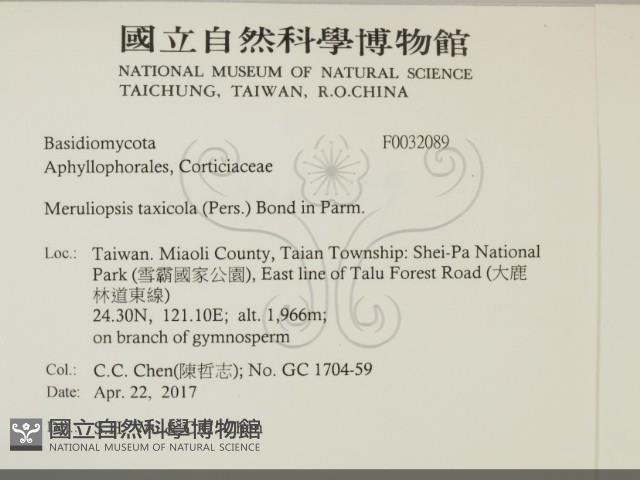 國立自然科學博物館
NATIONAL MUSEUM OF NATURAL SCIENCE
TAICHUNG, TAIWAN, R.O.CHINA
Basidiomycota F0032089
Aphyllophorales, Corticiaceae
Meruliopsis taxicola (Pers.) Bond in Parm.
Loc.: Taiwan. Miaoli County, Taian Township: Shei-Pa National
Park (雪霸國家公園), East line of Talu Forest Road (大鹿
林道東線)
24.30N, 121.10E; alt. 1,966m;
on branch of gymnosperm
Col.: C.C. Chen(陳哲志); No. GC 1704-59
Date: Apr. 22, 2017
國立自然科學博物館
NATIONAL MUSEUM OF NATURAL SCIENCE